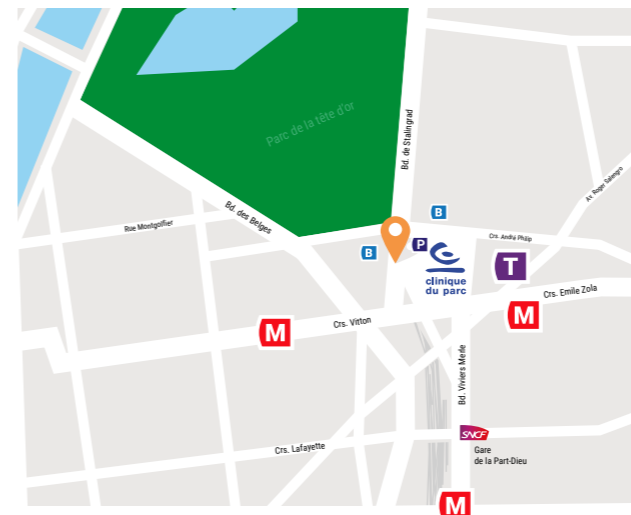 Parc de la tête d'or
Bd. de Stalingrad
Av. Roger Salengro
Rue Montgolfier
Bd. des Belges
B
B
P
Crs. André Philip
T
clinique
du parc
Crs. Emile Zola
M
M
Crs. Virton
Bd. Viviers Merle
SNCF
Crs. Lafayette
Gare
de la Part-Dieu
M